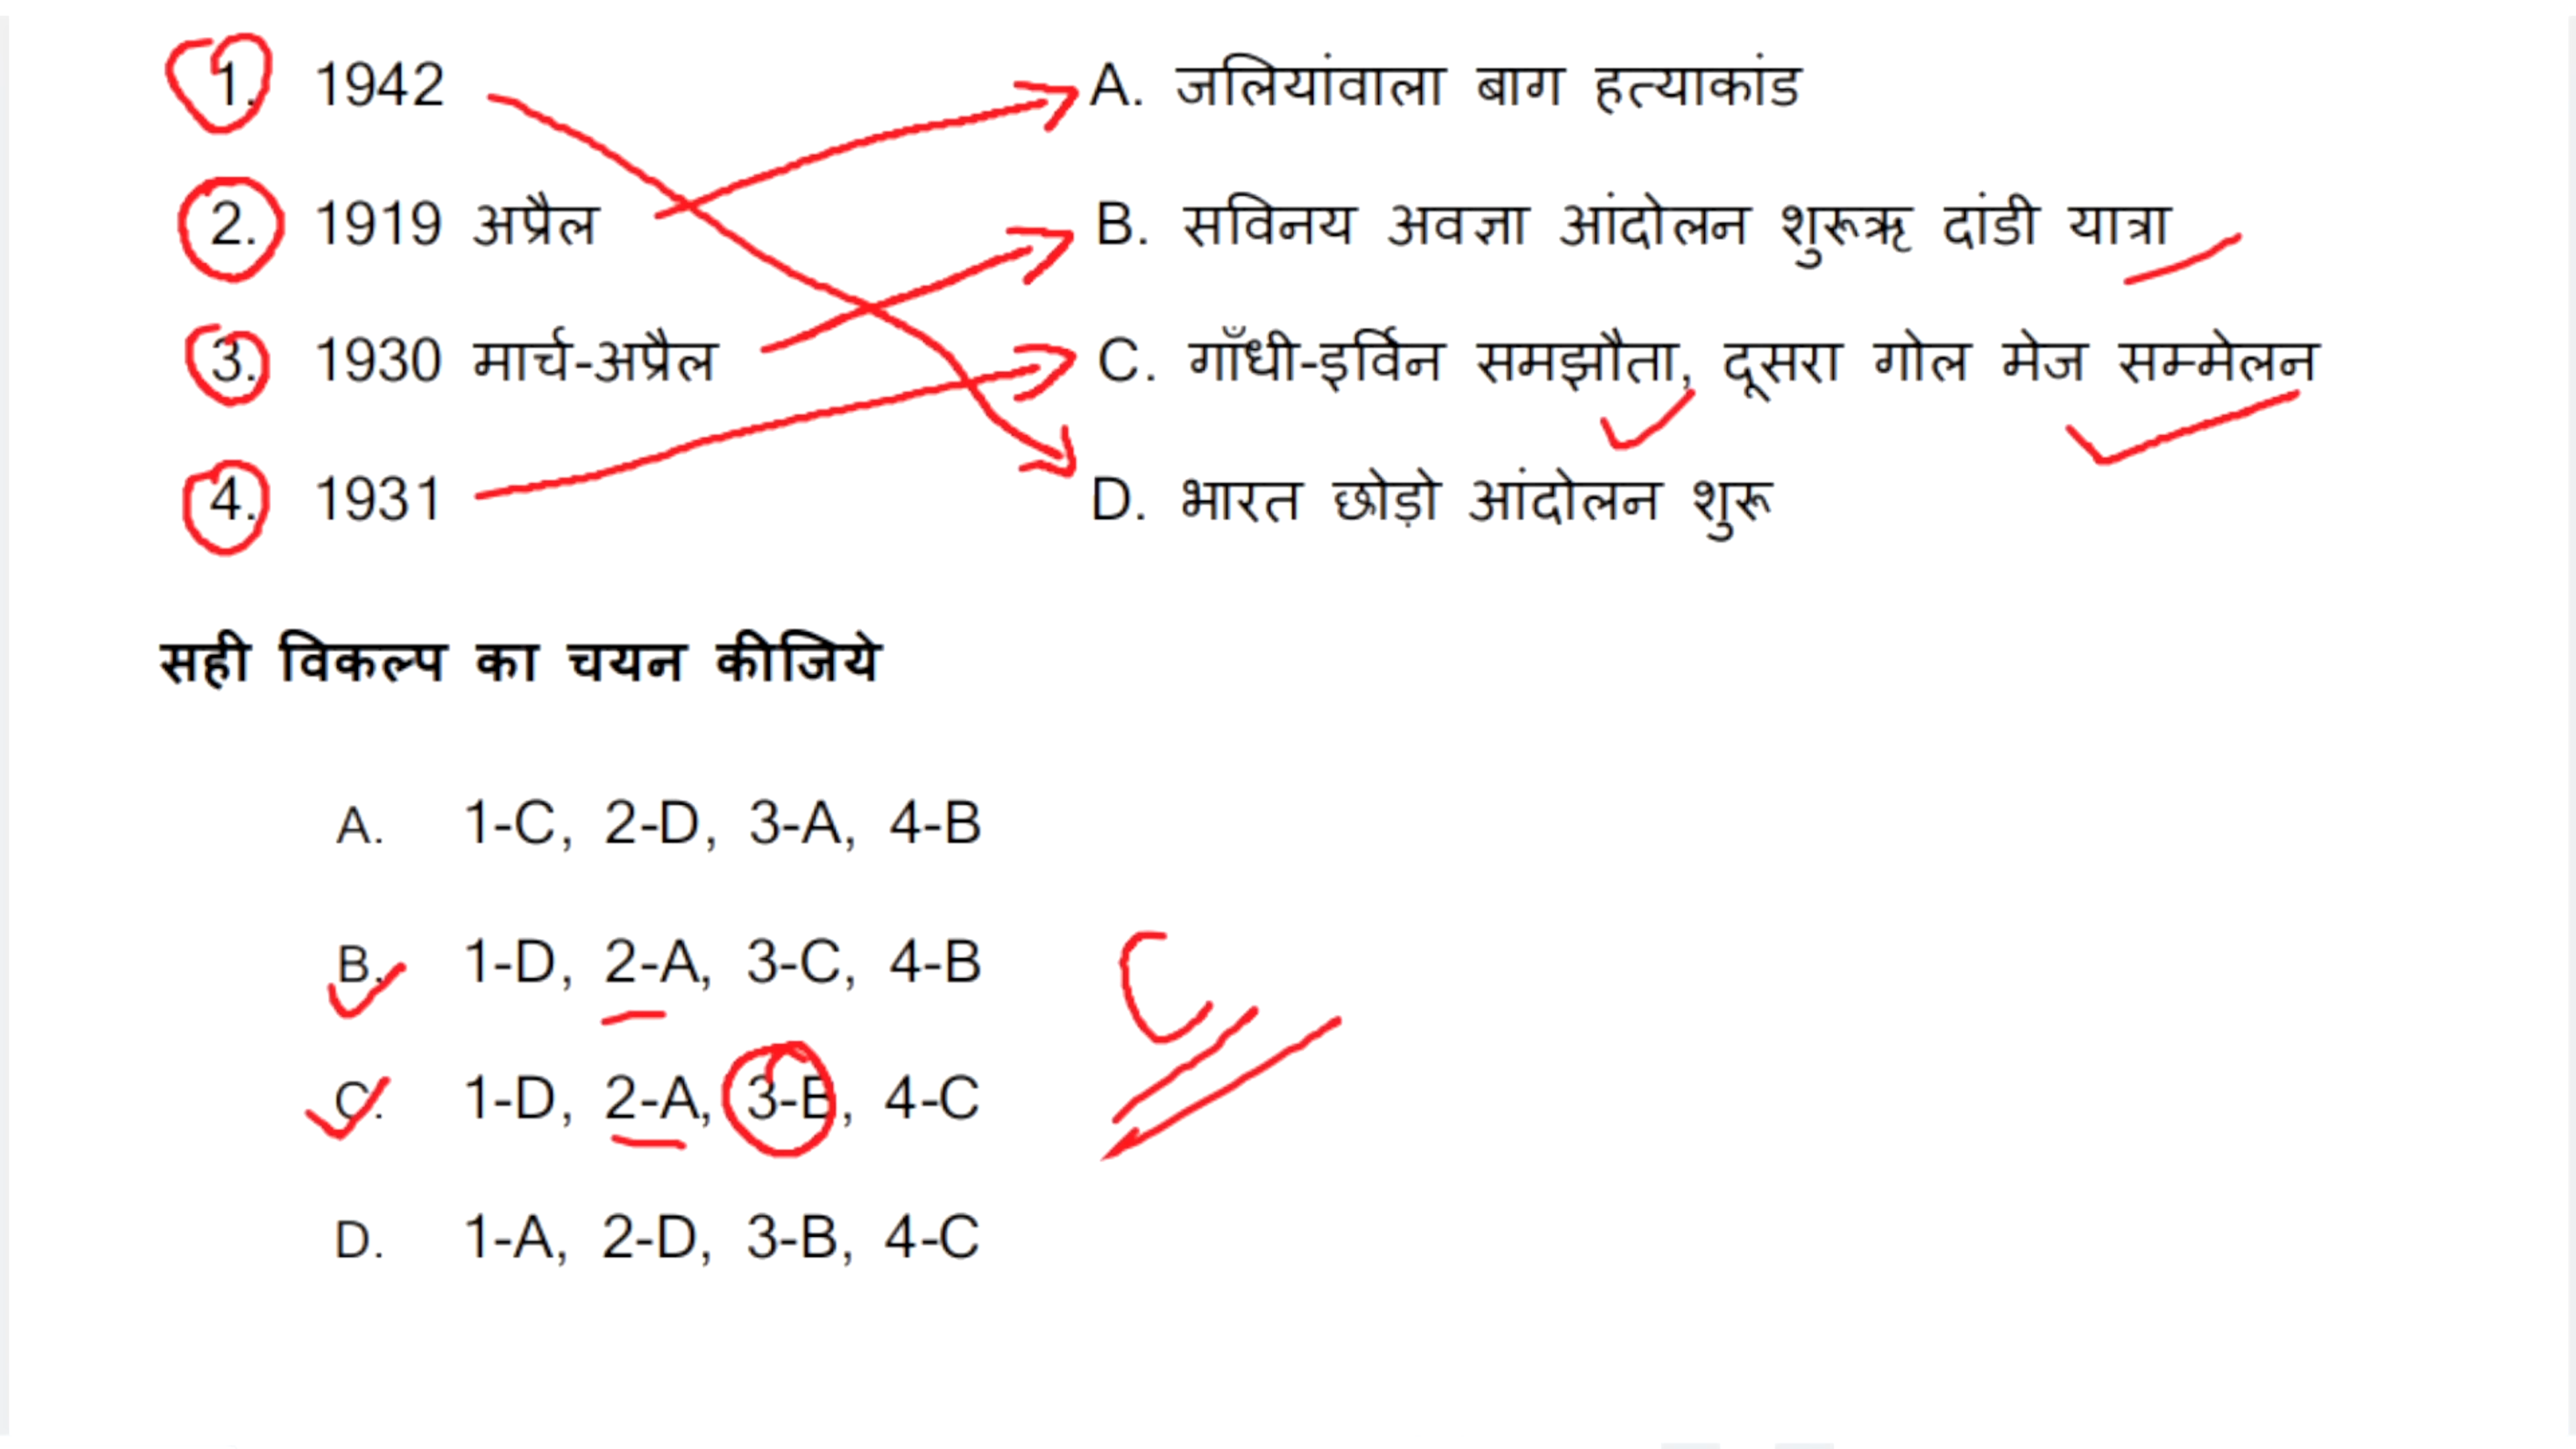 1. 1942 A. जलियांवाला बाग हत्याकांड
2. 1919 अप्रैल B. सविनय अवज्ञा आंदोलन शुरूऋ दांडी यात्रा
3. 1930 मार्च-अप्रैल C. गाँधी-इर्विन समझौता, दूसरा गोल मेज सम्मेलन
4. 1931 D. भारत छोड़ो आंदोलन शुरू
सही विकल्प का चयन कीजिये
A. 1-C, 2-D, 3-A, 4-B
B. 1-D, 2-A, 3-C, 4-B
C
C. 1-D, 2-A, 3-B, 4-C
D. 1-A, 2-D, 3-B, 4-C